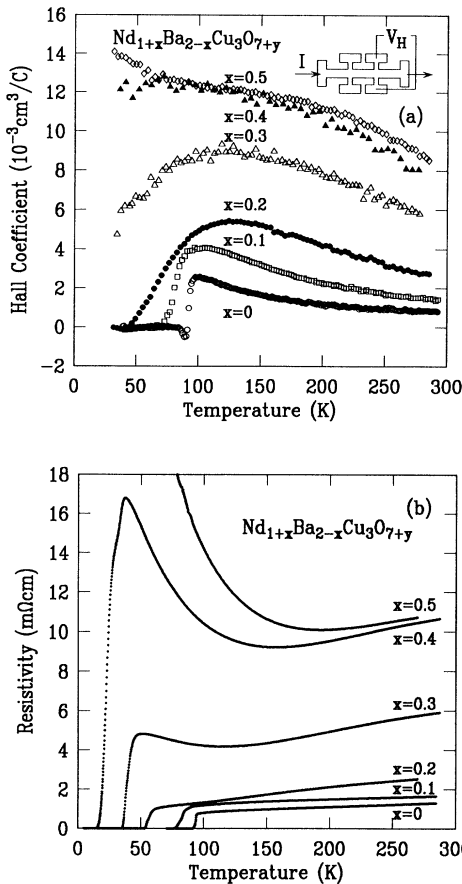 Nd1+xBa2−xCu3O7+y
VH
I
(a)
x=0.5
x=0.4
x=0.3
x=0.2
x=0.1
x=0
16
14
12
10
8
6
4
2
0
−2
Hall Coefficient (10⁻³cm³/C)
0 50 100 150 200 250 300
Temperature (K)
(b)
Nd1+xBa2−xCu3O7+y
x=0.5
x=0.4
x=0.3
x=0.2
x=0.1
x=0
18
16
14
12
10
8
6
4
2
0
Resistivity (mΩcm)
0 50 100 150 200 250 300
Temperature (K)